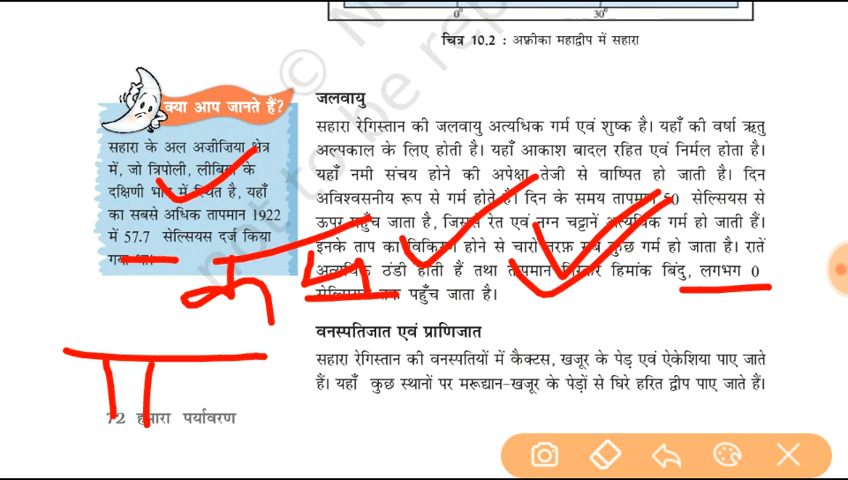 0° 30°
चित्र 10.2 : अफ्रीका महाद्वीप में सहारा
क्या आप जानते हैं?
सहारा के अल अजीजिया क्षेत्र
में, जो त्रिपोली, लीबिया के
दक्षिणी भाग में स्थित है, यहाँ
का सबसे अधिक तापमान 1922
में 57.7 सेल्सियस दर्ज किया
गया था।
जलवायु
सहारा रेगिस्तान की जलवायु अत्यधिक गर्म एवं शुष्क है। यहाँ की वर्षा ऋतु
अल्पकाल के लिए होती है। यहाँ आकाश बादल रहित एवं निर्मल होता है।
यहाँ नमी संचय होने की अपेक्षा तेजी से वाष्पित हो जाती है। दिन
अविश्वसनीय रूप से गर्म होते हैं। दिन के समय तापमान 50 सेल्सियस से
ऊपर पहुँच जाता है, जिससे रेत एवं नग्न चट्टानें अत्यधिक गर्म हो जाती हैं।
इनके ताप का विकिरण होने से चारों तरफ़ सब कुछ गर्म हो जाता है। रातें
अत्यधिक ठंडी होती हैं तथा तापमान गिरकर हिमांक बिंदु, लगभग 0
सेल्सियस तक पहुँच जाता है।
वनस्पतिजात एवं प्राणिजात
सहारा रेगिस्तान की वनस्पतियों में कैक्टस, खजूर के पेड़ एवं ऐकेशिया पाए जाते
हैं। यहाँ कुछ स्थानों पर मरूद्यान-खजूर के पेड़ों से घिरे हरित द्वीप पाए जाते हैं।
72 हमारा पर्यावरण